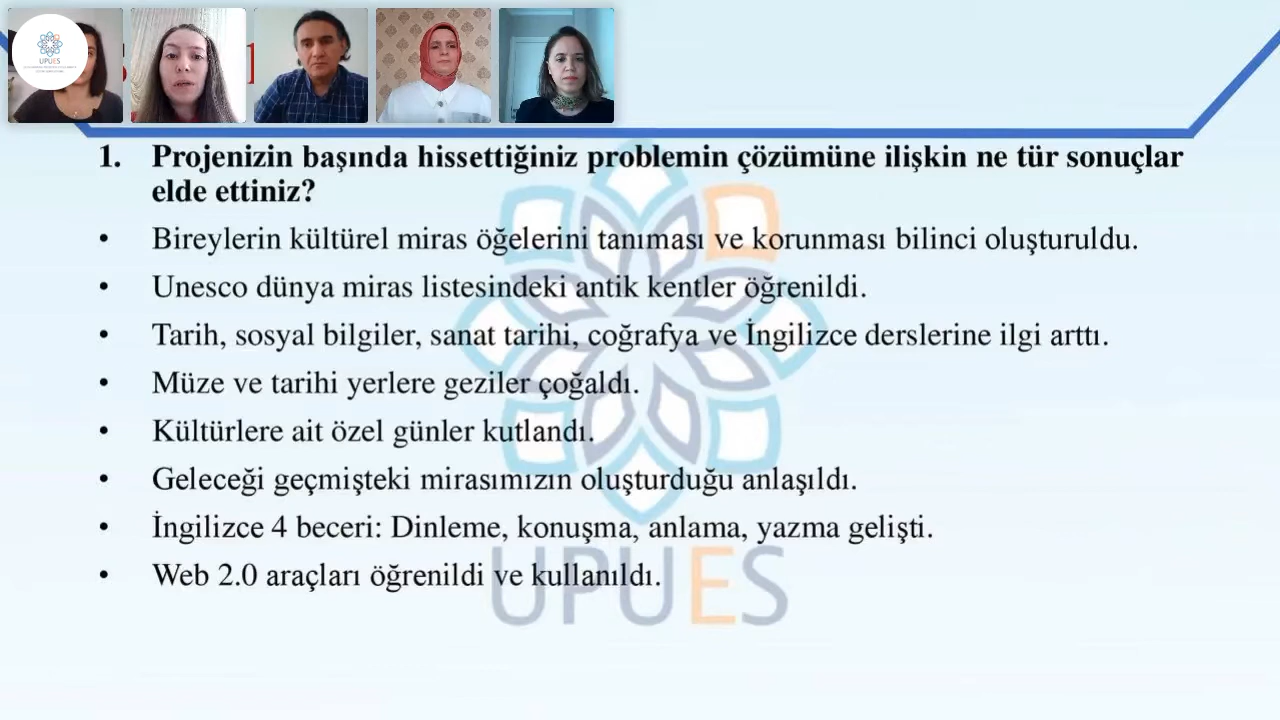 UPUES
1. Projenizin başında hissettiğiniz problemin çözümüne ilişkin ne tür sonuçlar
elde ettiniz?
• Bireylerin kültürel miras öğelerini tanıması ve korunması bilinci oluşturuldu.
• Unesco dünya miras listesindeki antik kentler öğrenildi.
• Tarih, sosyal bilgiler, sanat tarihi, coğrafya ve İngilizce derslerine ilgi arttı.
• Müze ve tarihi yerlere geziler çoğaldı.
• Kültürlere ait özel günler kutlandı.
• Geleceği geçmişteki mirasımızın oluşturduğu anlaşıldı.
• İngilizce 4 beceri: Dinleme, konuşma, anlama, yazma gelişti.
• Web 2.0 araçları öğrenildi ve kullanıldı.
UPUES